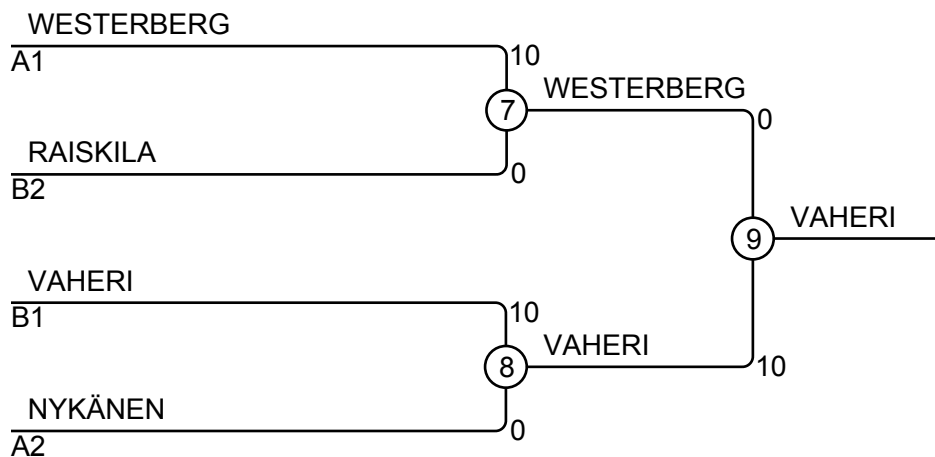 WESTERBERG
A1
10
7
WESTERBERG
0
RAISKILA
B2
0
9
VAHERI
VAHERI
B1
10
8
VAHERI
10
NYKÄNEN
A2
0